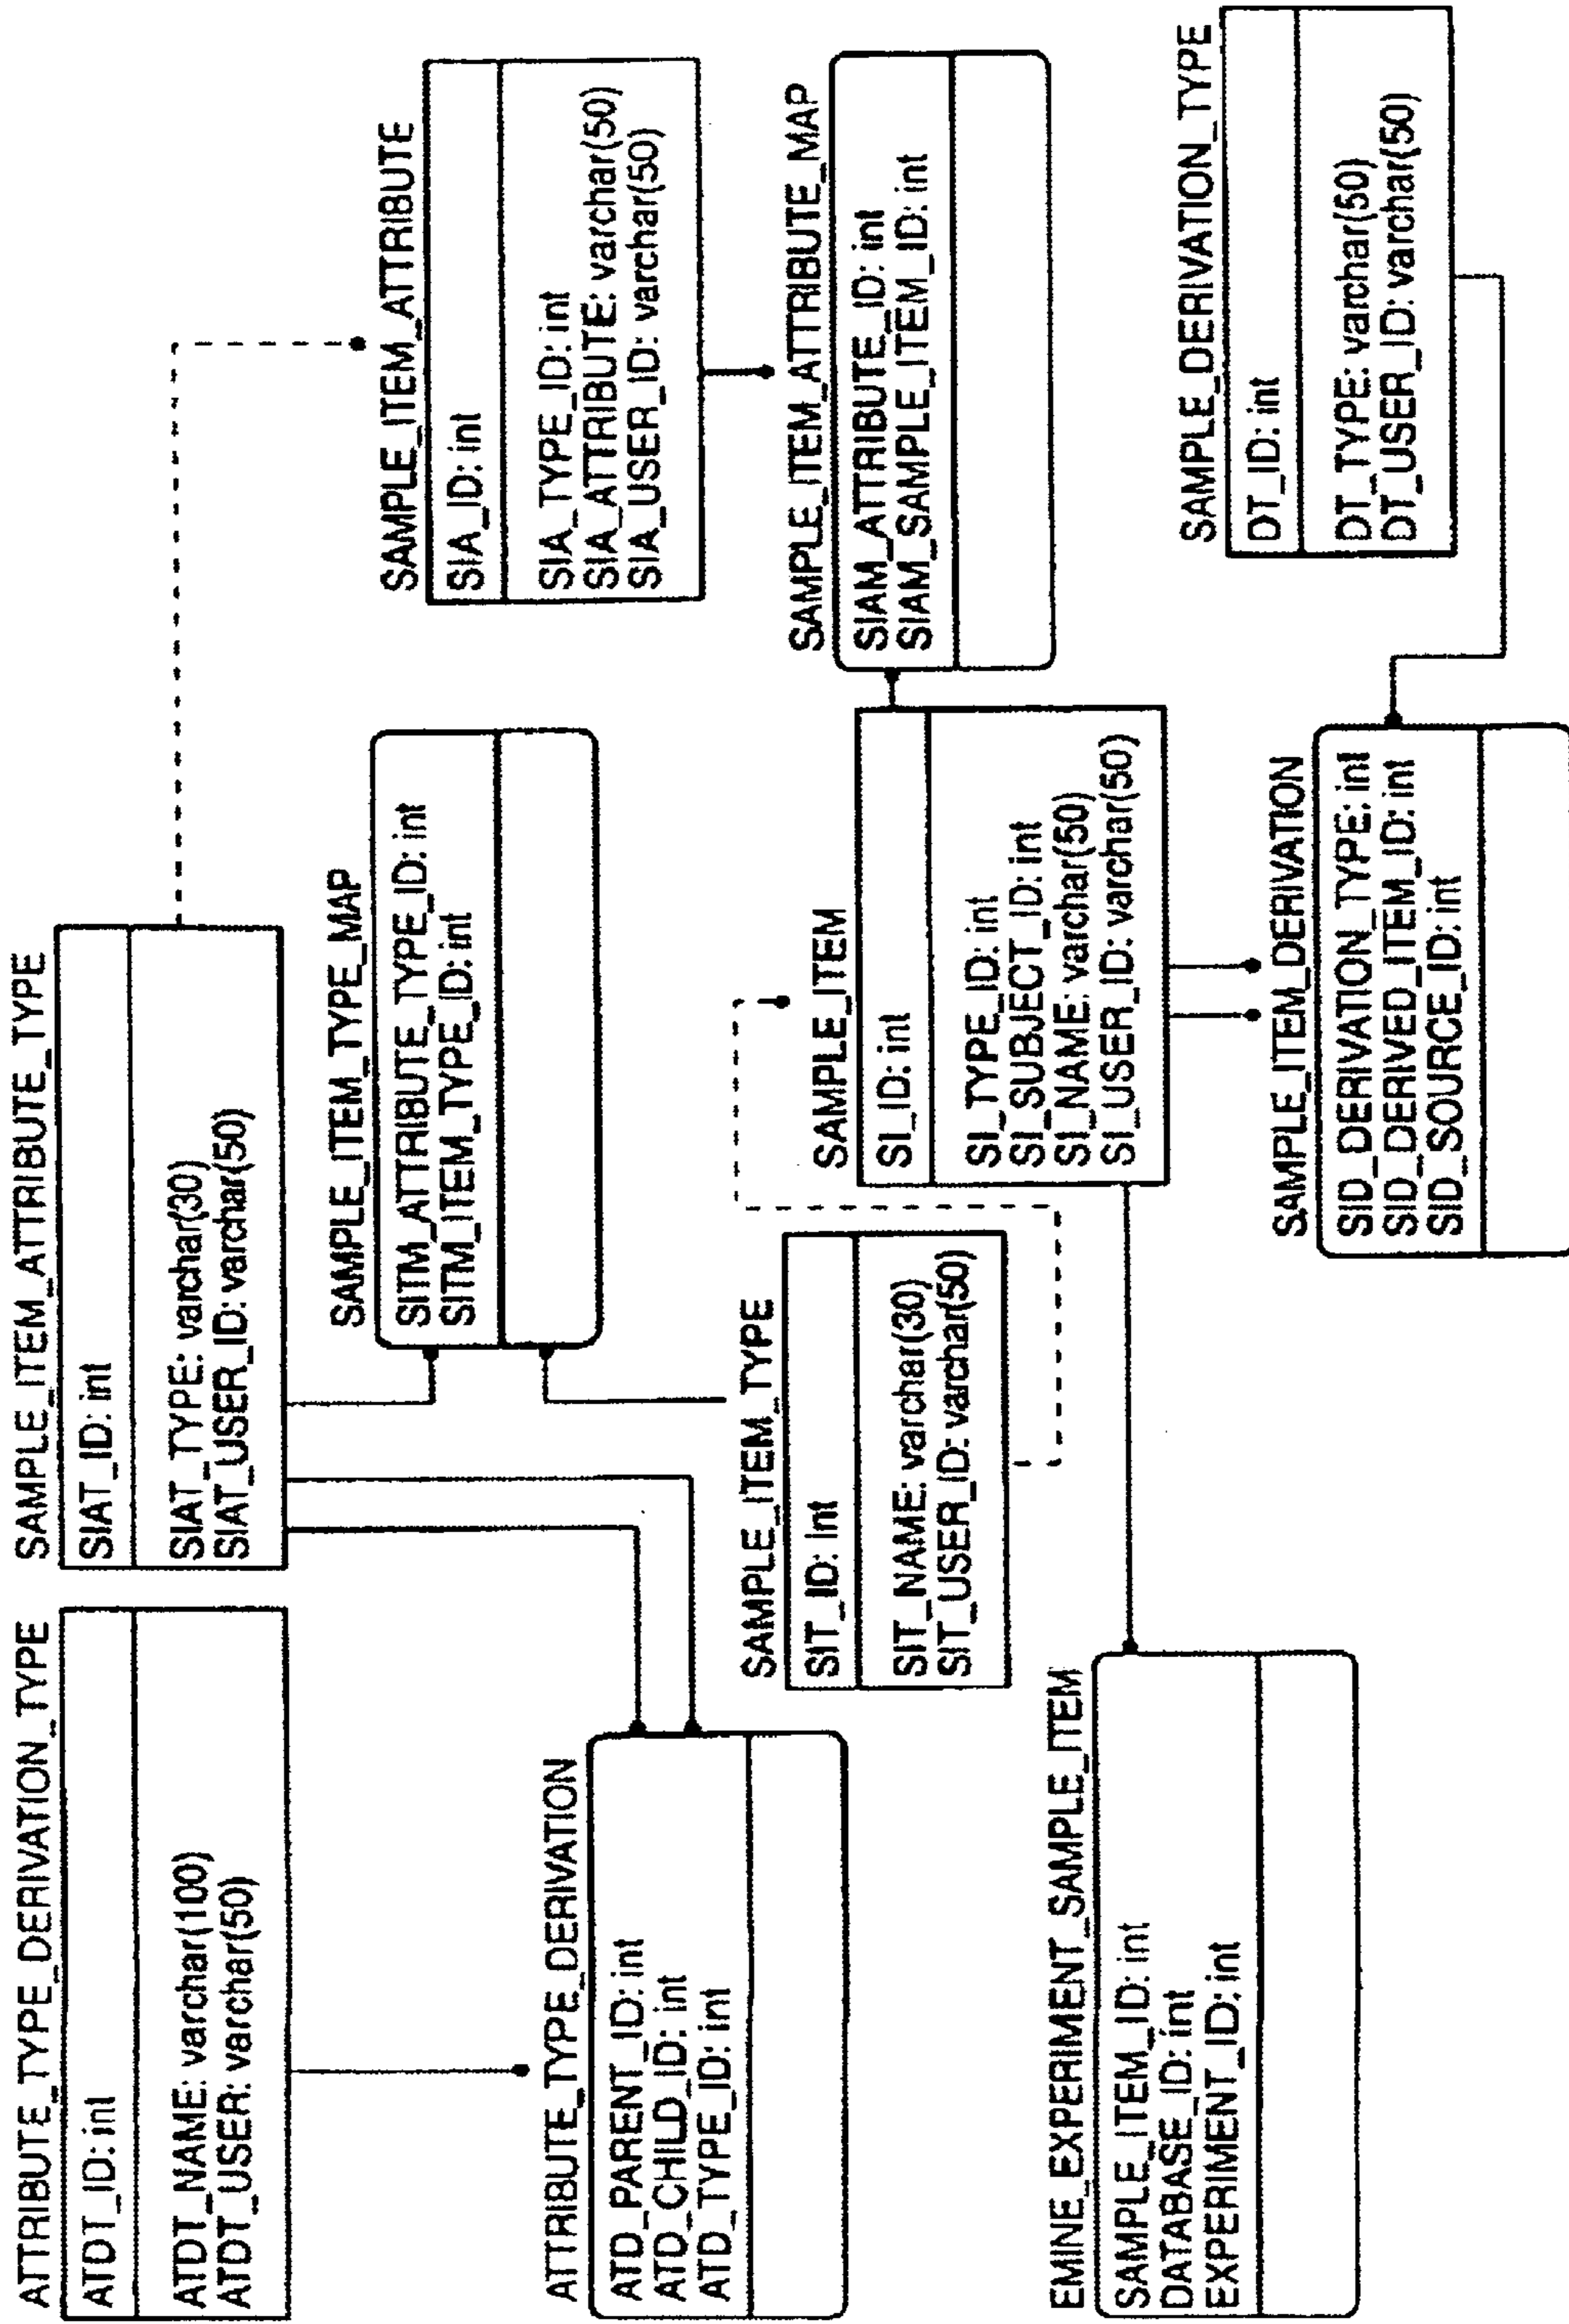 ATTRIBUTE_TYPE_DERIVATION_TYPE
ATDT_ID: int
ATDT_NAME: varchar(100)
ATDT_USER: varchar(50)
SAMPLE_ITEM_ATTRIBUTE_TYPE
SIAT_ID: int
SIAT_TYPE: varchar(30)
SIAT_USER_ID: varchar(50)
SAMPLE_ITEM_TYPE_MAP
SITM_ATTRIBUTE_TYPE_ID: int
SITM_ITEM_TYPE_ID: int
SAMPLE_ITEM_ATTRIBUTE
SIA_ID: int
SIA_TYPE_ID: int
SIA_ATTRIBUTE: varchar(50)
SIA_USER_ID: varchar(50)
ATTRIBUTE_TYPE_DERIVATION
ATD_PARENT_ID: int
ATD_CHILD_ID: int
ATD_TYPE_ID: int
SAMPLE_ITEM_TYPE
SIT_ID: int
SIT_NAME: varchar(30)
SIT_USER_ID: varchar(50)
SAMPLE_ITEM
SI_ID: int
SI_TYPE_ID: int
SI_SUBJECT_ID: int
SI_NAME: varchar(50)
SI_USER_ID: varchar(50)
SAMPLE_ITEM_ATTRIBUTE_MAP
SIAM_ATTRIBUTE_ID: int
SIAM_SAMPLE_ITEM_ID: int
EMINE_EXPERIMENT_SAMPLE_ITEM
SAMPLE_ITEM_ID: int
DATABASE_ID: int
EXPERIMENT_ID: int
SAMPLE_ITEM_DERIVATION
SID_DERIVATION_TYPE: int
SID_DERIVED_ITEM_ID: int
SID_SOURCE_ID: int
SAMPLE_DERIVATION_TYPE
DT_ID: int
DT_TYPE: varchar(50)
DT_USER_ID: varchar(50)